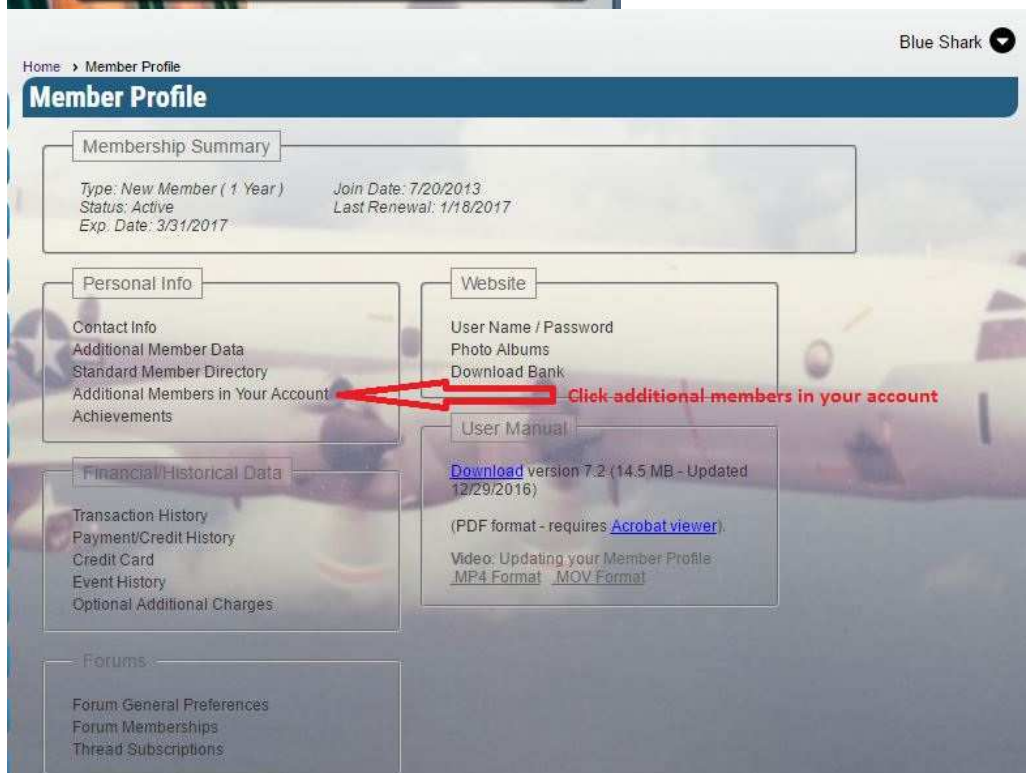 Blue Shark
Home › Member Profile
Member Profile
Membership Summary
Type: New Member ( 1 Year )
Status: Active
Exp. Date: 3/31/2017
Join Date: 7/20/2013
Last Renewal: 1/18/2017
Personal Info
Contact Info
Additional Member Data
Standard Member Directory
Additional Members in Your Account
Achievements
Website
User Name / Password
Photo Albums
Download Bank
Click additional members in your account
User Manual
Download version 7.2 (14.5 MB - Updated
12/29/2016)
(PDF format - requires Acrobat viewer).
Video: Updating your Member Profile
.MP4 Format .MOV Format
Financial/Historical Data
Transaction History
Payment/Credit History
Credit Card
Event History
Optional Additional Charges
Forums
Forum General Preferences
Forum Memberships
Thread Subscriptions